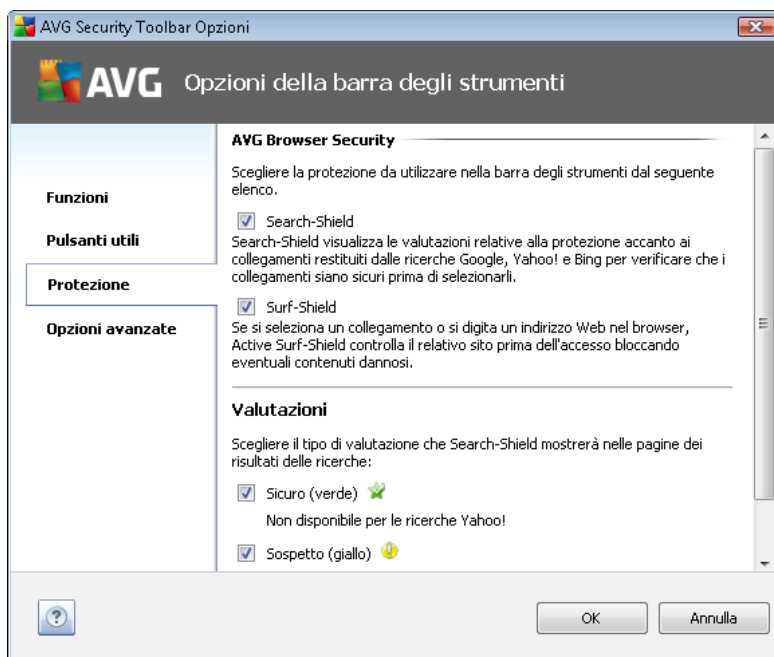 AVG Security Toolbar Opzioni
AVG Opzioni della barra degli strumenti
Funzioni
Pulsanti utili
Protezione
Opzioni avanzate
AVG Browser Security
Scegliere la protezione da utilizzare nella barra degli strumenti dal seguente
elenco.
Search-Shield
Search-Shield visualizza le valutazioni relative alla protezione accanto ai
collegamenti restituiti dalle ricerche Google, Yahoo! e Bing per verificare che i
collegamenti siano sicuri prima di selezionarli.
Surf-Shield
Se si seleziona un collegamento o si digita un indirizzo Web nel browser,
Active Surf-Shield controlla il relativo sito prima dell'accesso bloccando
eventuali contenuti dannosi.
Valutazioni
Scegliere il tipo di valutazione che Search-Shield mostrerà nelle pagine dei
risultati delle ricerche:
Sicuro (verde)
Non disponibile per le ricerche Yahoo!
Sospetto (giallo)
?
OK
Annulla